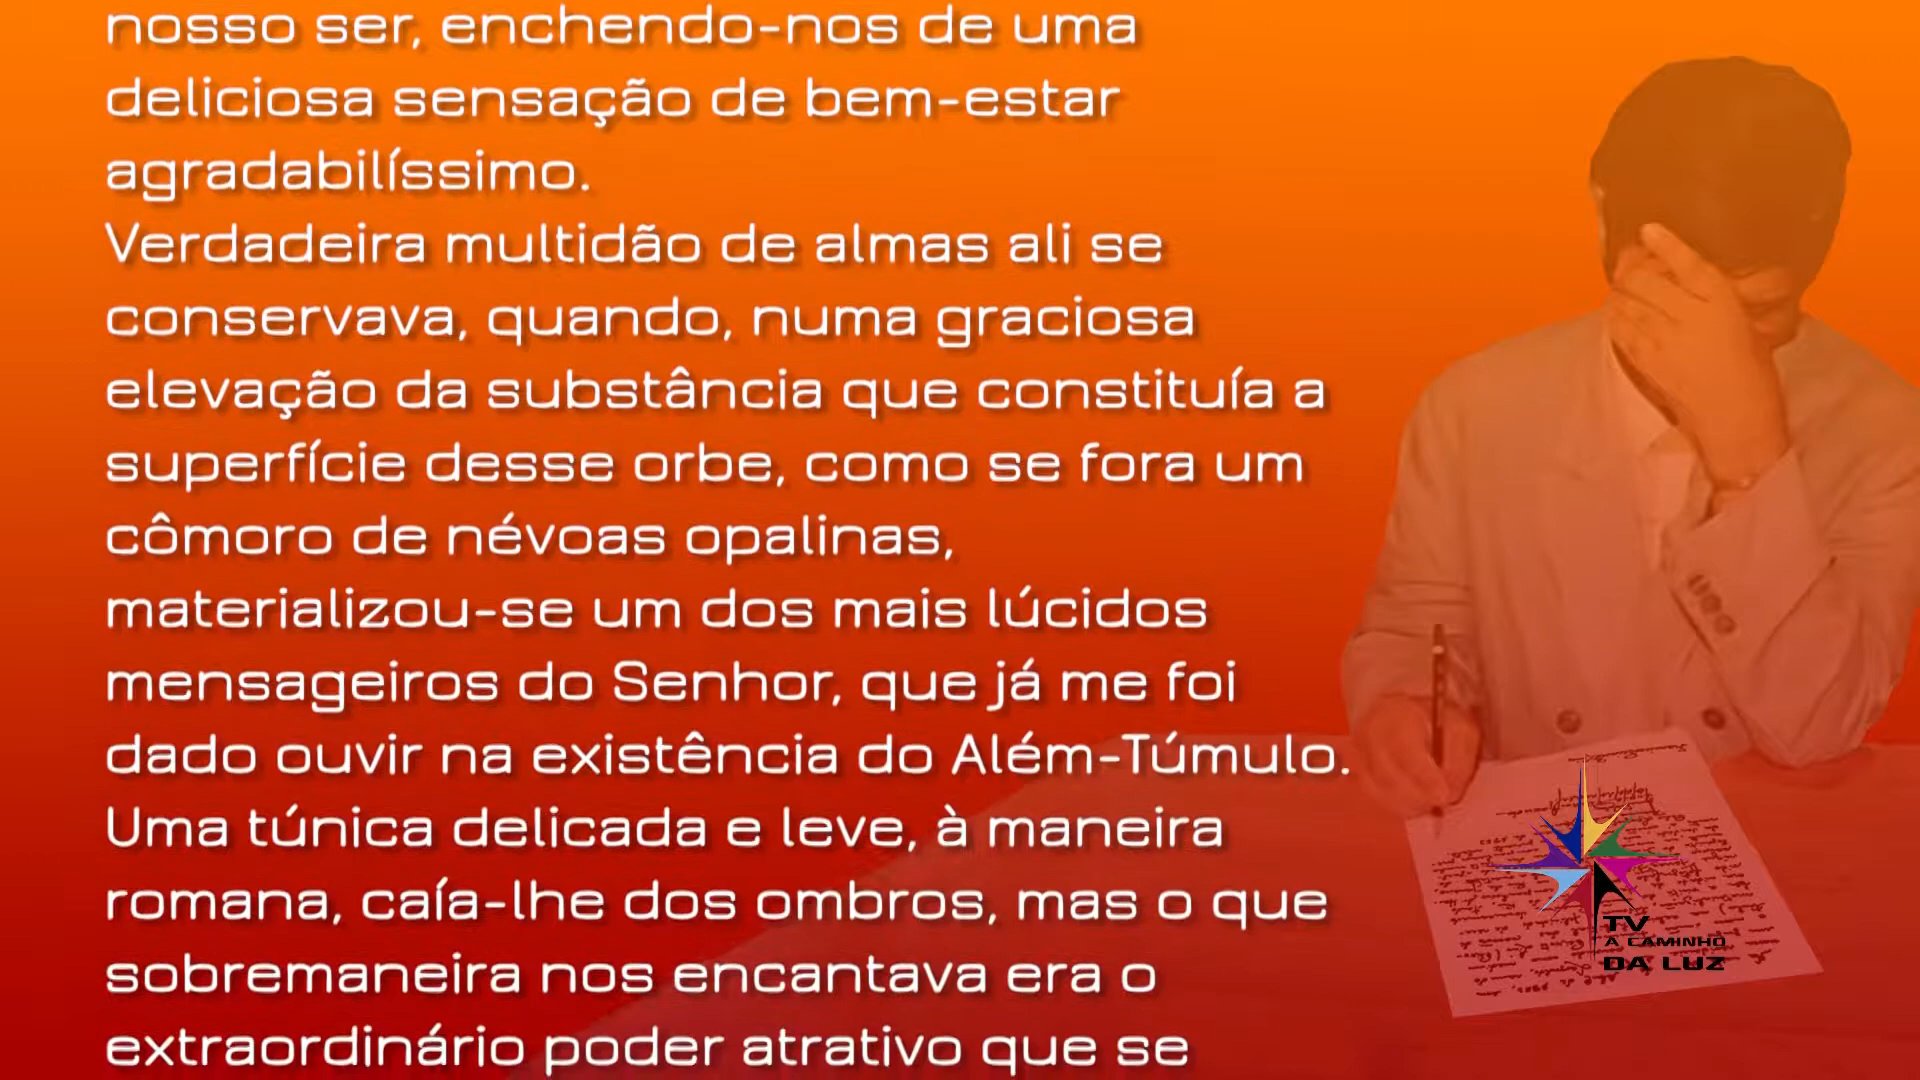 nosso ser, enchendo-nos de uma
deliciosa sensação de bem-estar
agradabilíssimo.
Verdadeira multidão de almas ali se
conservava, quando, numa graciosa
elevação da substância que constituía a
superfície desse orbe, como se fora um
cômoro de névoas opalinas,
materializou-se um dos mais lúcidos
mensageiros do Senhor, que já me foi
dado ouvir na existência do Além-Túmulo.
Uma túnica delicada e leve, à maneira
romana, caía-lhe dos ombros, mas o que
sobremaneira nos encantava era o
extraordinário poder atrativo que se
TV
A CAMINHO
DA LUZ